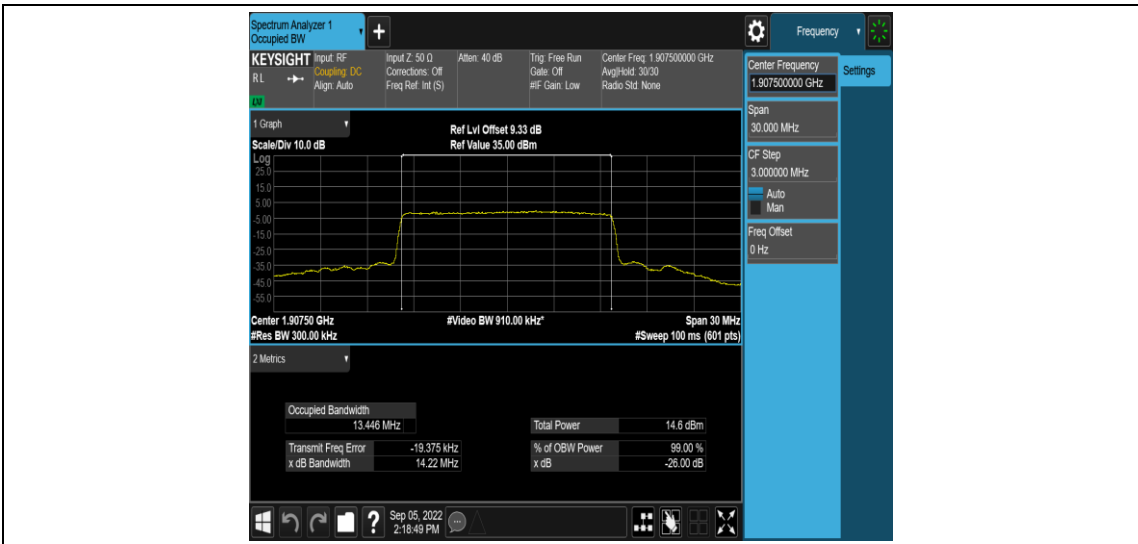 Spectrum Analyzer 1
Occupied BW
+
Frequency
KEYSIGHT
RL
LXI
Input: RF
Coupling: DC
Align: Auto
Input Z: 50 Ω
Corrections: Off
Freq Ref: Int (S)
Atten: 40 dB
Trig: Free Run
Gate: Off
#IF Gain: Low
Center Freq: 1.907500000 GHz
Avg|Hold: 30/30
Radio Std: None
Center Frequency
1.907500000 GHz
Settings
Span
30.000 MHz
CF Step
3.000000 MHz
Auto
Man
Freq Offset
0 Hz
1 Graph
Scale/Div 10.0 dB
Ref Lvl Offset 9.33 dB
Ref Value 35.00 dBm
Log
25.0
15.0
5.00
-5.00
-15.0
-25.0
-35.0
-45.0
-55.0
Center 1.90750 GHz
#Video BW 910.00 kHz*
Span 30 MHz
#Res BW 300.00 kHz
#Sweep 100 ms (601 pts)
2 Metrics
Occupied Bandwidth
13.446 MHz
Total Power 14.6 dBm
Transmit Freq Error -19.375 kHz
% of OBW Power 99.00 %
x dB Bandwidth 14.22 MHz
x dB -26.00 dB
?
Sep 05, 2022
2:18:49 PM